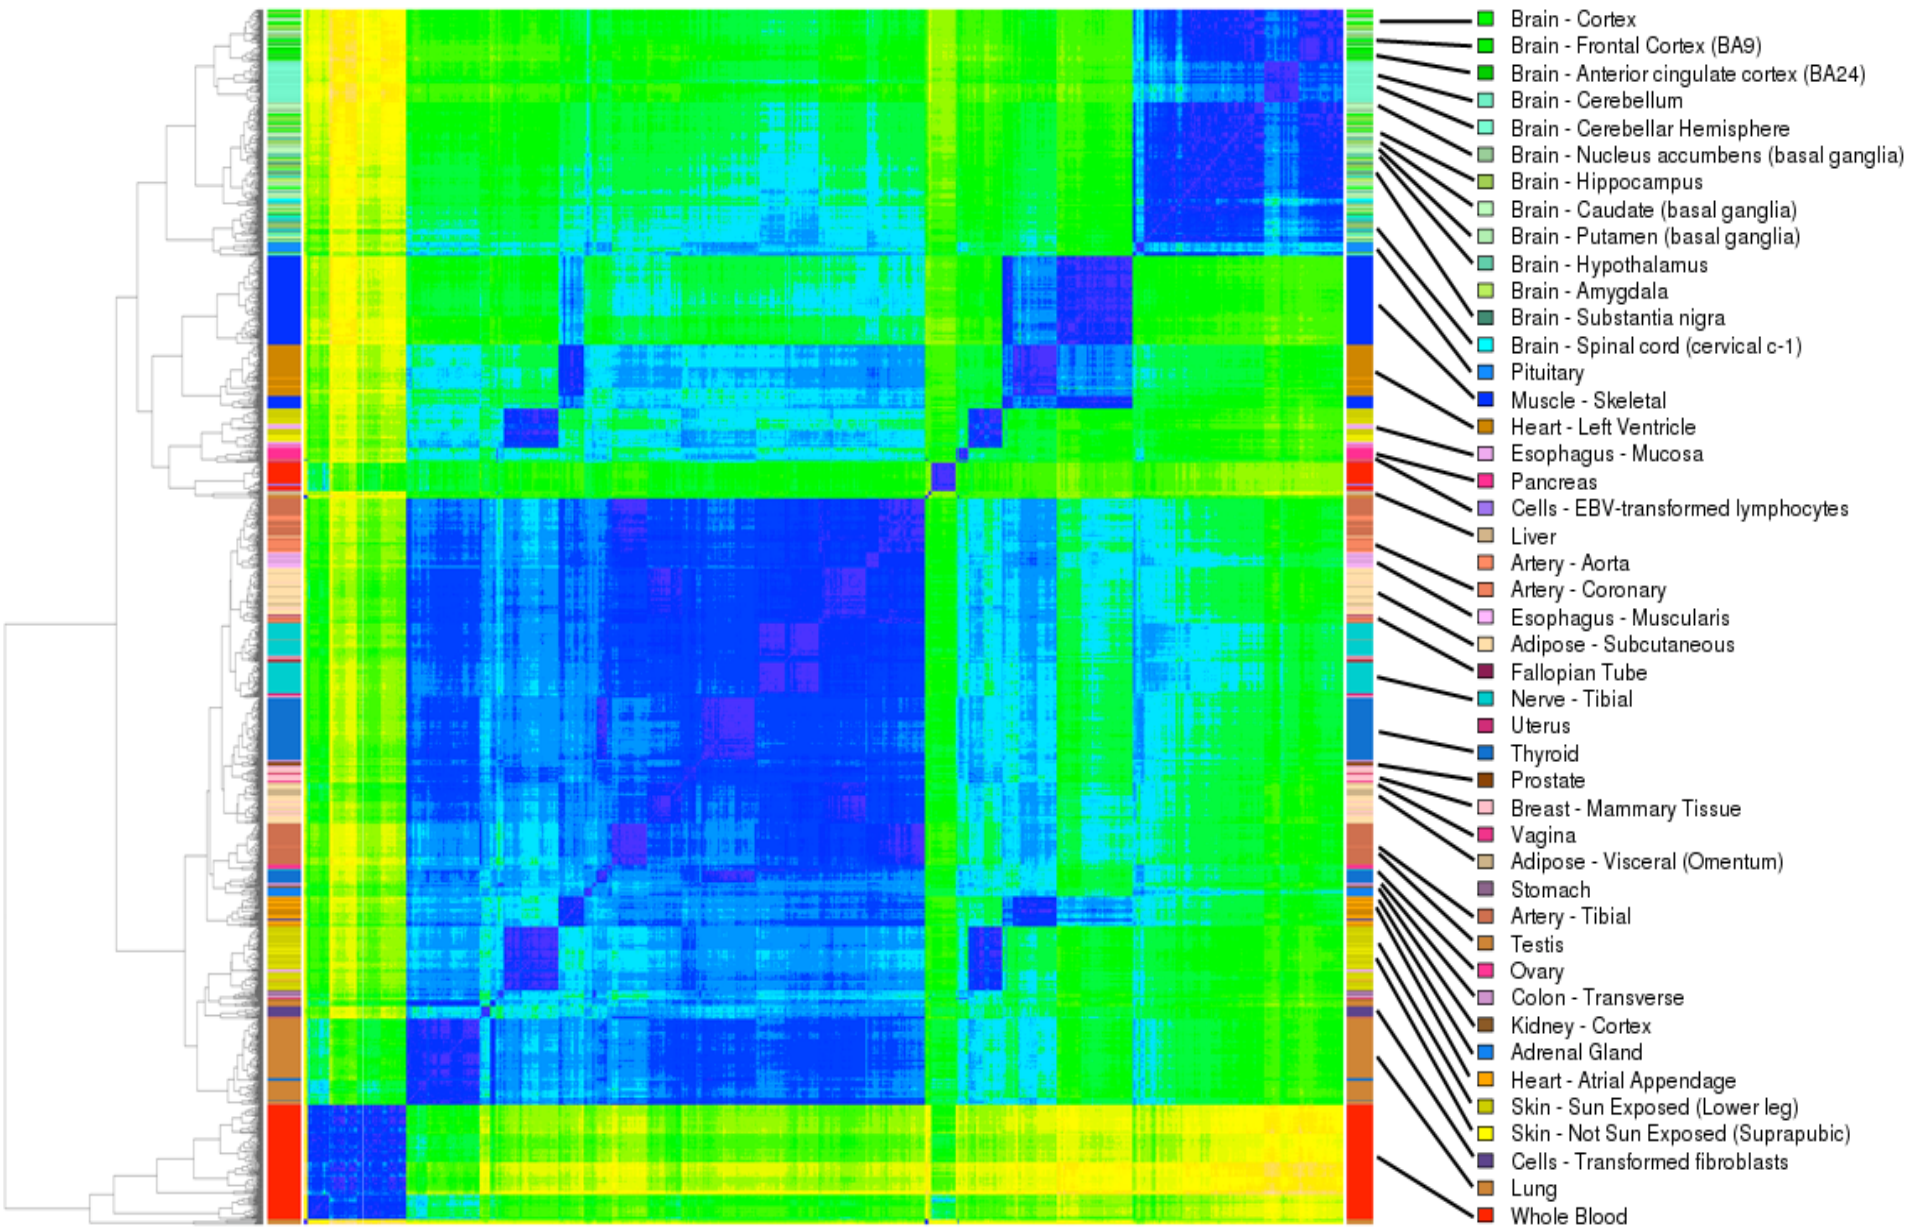 Brain - Cortex
Brain - Frontal Cortex (BA9)
Brain - Anterior cingulate cortex (BA24)
Brain - Cerebellum
Brain - Cerebellar Hemisphere
Brain - Nucleus accumbens (basal ganglia)
Brain - Hippocampus
Brain - Caudate (basal ganglia)
Brain - Putamen (basal ganglia)
Brain - Hypothalamus
Brain - Amygdala
Brain - Substantia nigra
Brain - Spinal cord (cervical c-1)
Pituitary
Muscle - Skeletal
Heart - Left Ventricle
Esophagus - Mucosa
Pancreas
Cells - EBV-transformed lymphocytes
Liver
Artery - Aorta
Artery - Coronary
Esophagus - Muscularis
Adipose - Subcutaneous
Fallopian Tube
Nerve - Tibial
Uterus
Thyroid
Prostate
Breast - Mammary Tissue
Vagina
Adipose - Visceral (Omentum)
Stomach
Artery - Tibial
Testis
Ovary
Colon - Transverse
Kidney - Cortex
Adrenal Gland
Heart - Atrial Appendage
Skin - Sun Exposed (Lower leg)
Skin - Not Sun Exposed (Suprapubic)
Cells - Transformed fibroblasts
Lung
Whole Blood